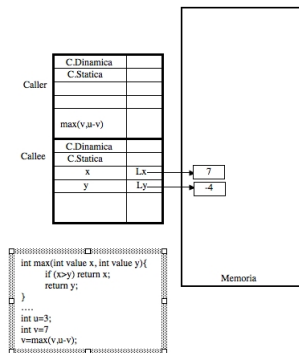 C.Dinamica
C.Statica
Caller
max(v,u-v)
Callee
C.Dinamica
C.Statica
x Lx 7
y Ly -4
Memoria
int max(int value x, int value y){
if (x>y) return x;
return y;
}
....
int u=3;
int v=7
v=max(v,u-v);